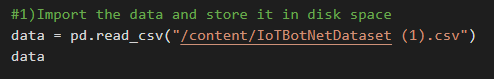 #1)Import the data and store it in disk space
data = pd.read_csv("/content/IoTBotNetDataset (1).csv")
data